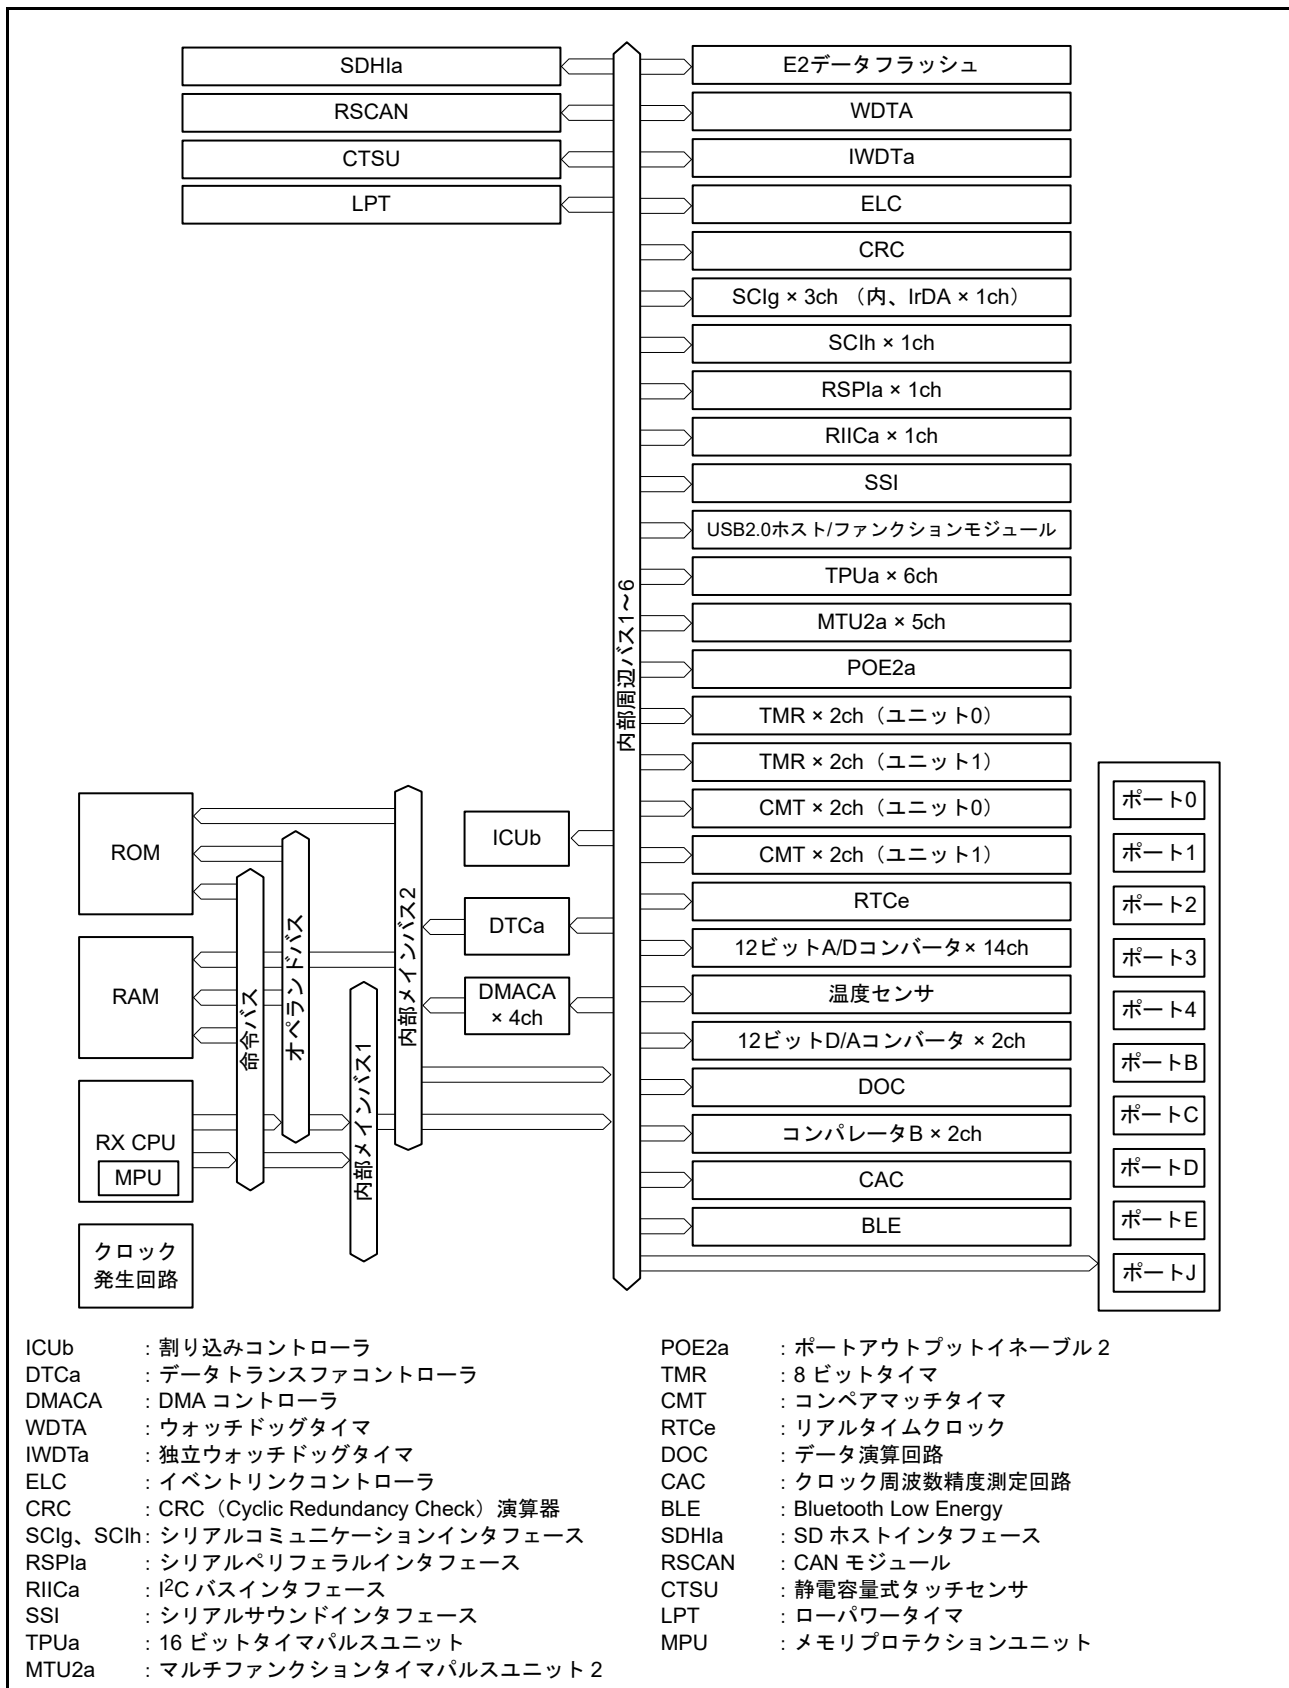 SDHIa
RSCAN
CTSU
LPT
E2データフラッシュ
WDTA
IWDTa
ELC
CRC
SCIg × 3ch （内、IrDA × 1ch）
SCIh × 1ch
RSPIa × 1ch
RIICa × 1ch
SSI
USB2.0ホスト/ファンクションモジュール
TPUa × 6ch
MTU2a × 5ch
POE2a
TMR × 2ch（ユニット0）
TMR × 2ch（ユニット1）
CMT × 2ch（ユニット0）
CMT × 2ch（ユニット1）
RTCe
12ビットA/Dコンバータ× 14ch
温度センサ
12ビットD/Aコンバータ × 2ch
DOC
コンパレータB × 2ch
CAC
BLE
内部周辺バス1～6
ROM
RAM
RX CPU
MPU
クロック
発生回路
命令バス
オペランドバス
内部メインバス1
内部メインバス2
ICUb
DTCa
DMACA
× 4ch
ポート0
ポート1
ポート2
ポート3
ポート4
ポートB
ポートC
ポートD
ポートE
ポートJ
ICUb : 割り込みコントローラ
DTCa : データトランスファコントローラ
DMACA : DMA コントローラ
WDTA : ウォッチドッグタイマ
IWDTa : 独立ウォッチドッグタイマ
ELC : イベントリンクコントローラ
CRC : CRC（Cyclic Redundancy Check）演算器
SCIg、SCIh : シリアルコミュニケーションインタフェース
RSPIa : シリアルペリフェラルインタフェース
RIICa : I²C バスインタフェース
SSI : シリアルサウンドインタフェース
TPUa : 16 ビットタイマパルスユニット
MTU2a : マルチファンクションタイマパルスユニット 2
POE2a : ポートアウトプットイネーブル 2
TMR : 8 ビットタイマ
CMT : コンペアマッチタイマ
RTCe : リアルタイムクロック
DOC : データ演算回路
CAC : クロック周波数精度測定回路
BLE : Bluetooth Low Energy
SDHIa : SD ホストインタフェース
RSCAN : CAN モジュール
CTSU : 静電容量式タッチセンサ
LPT : ローパワータイマ
MPU : メモリプロテクションユニット